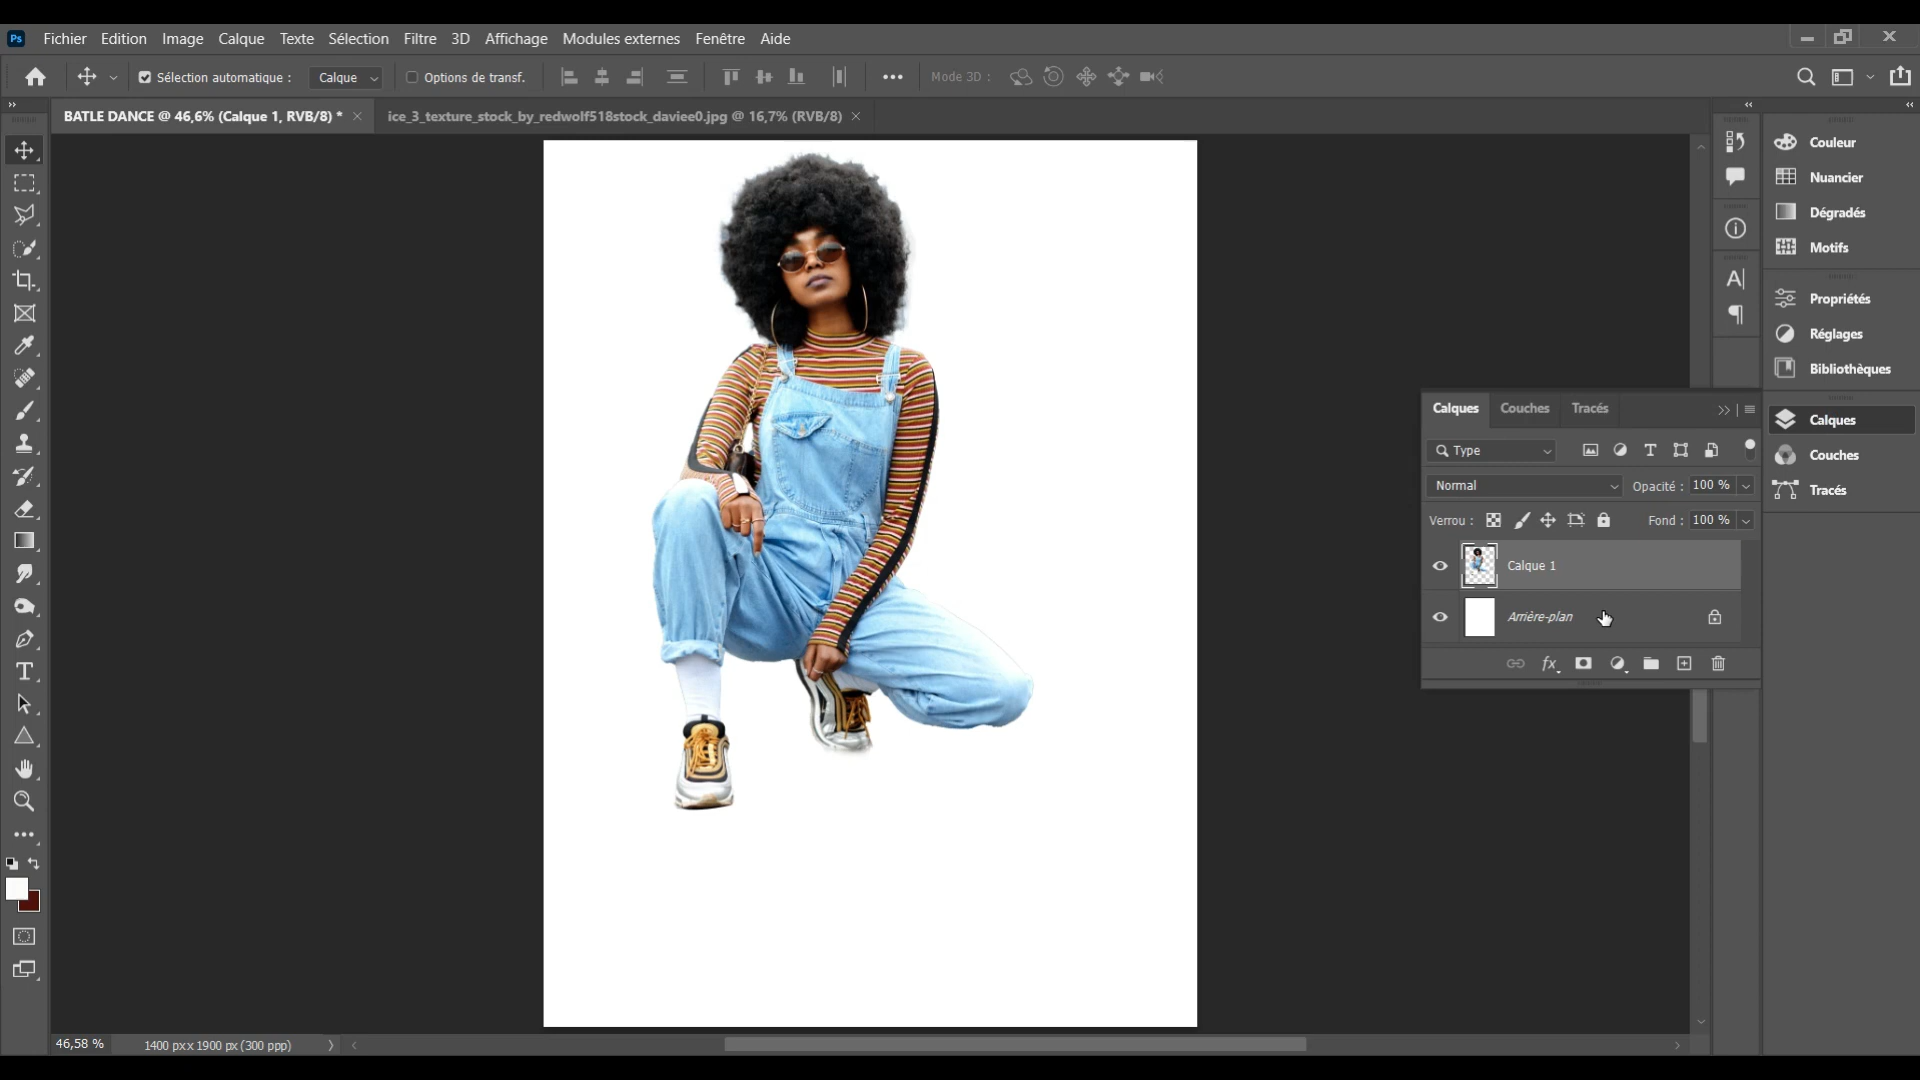 Ps Fichier Edition Image Calque Texte Sélection Filtre 3D Affichage Modules externes Fenêtre Aide
Sélection automatique : Calque Options de transf. Mode 3D :
BATLE DANCE @ 46,6% (Calque 1, RVB/8) * ice_3_texture_stock_by_redwolf518stock_daviee0.jpg @ 16,7% (RVB/8)
Couleur
Nuancier
Dégradés
Motifs
Propriétés
Réglages
Bibliothèques
Calques
Couches
Tracés
Calques Couches Tracés
Type
Normal Opacité : 100 %
Verrou : Fond : 100 %
Calque 1
Arrière-plan
46,58 % 1400 px x 1900 px (300 ppp)